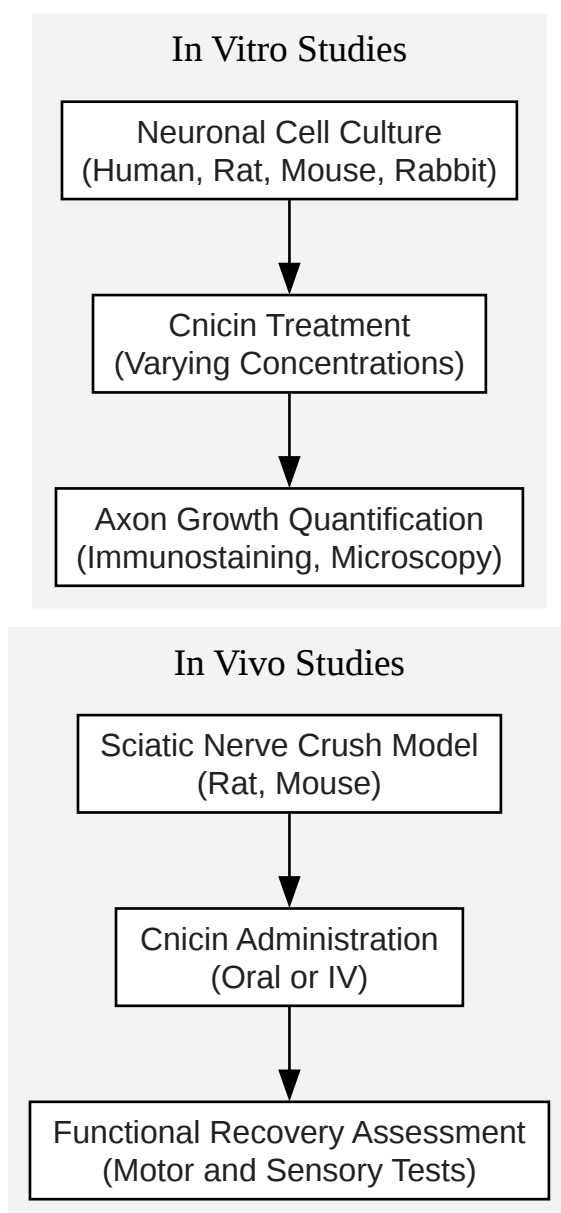 In Vitro Studies
Neuronal Cell Culture
(Human, Rat, Mouse, Rabbit)
Cnicin Treatment
(Varying Concentrations)
Axon Growth Quantification
(Immunostaining, Microscopy)
In Vivo Studies
Sciatic Nerve Crush Model
(Rat, Mouse)
Cnicin Administration
(Oral or IV)
Functional Recovery Assessment
(Motor and Sensory Tests)